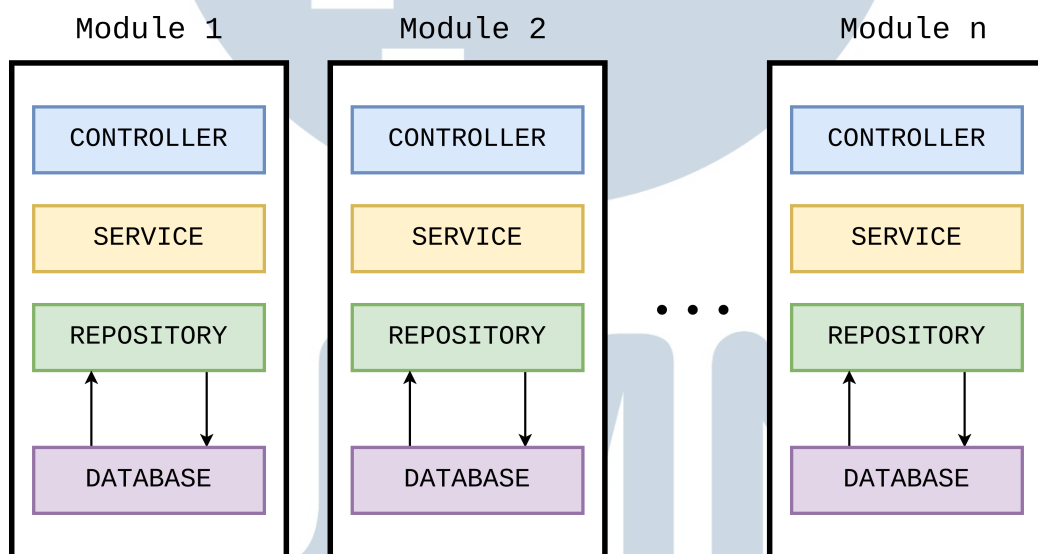 Module 1
CONTROLLER
SERVICE
REPOSITORY
DATABASE
Module 2
CONTROLLER
SERVICE
REPOSITORY
DATABASE
...
Module n
CONTROLLER
SERVICE
REPOSITORY
DATABASE